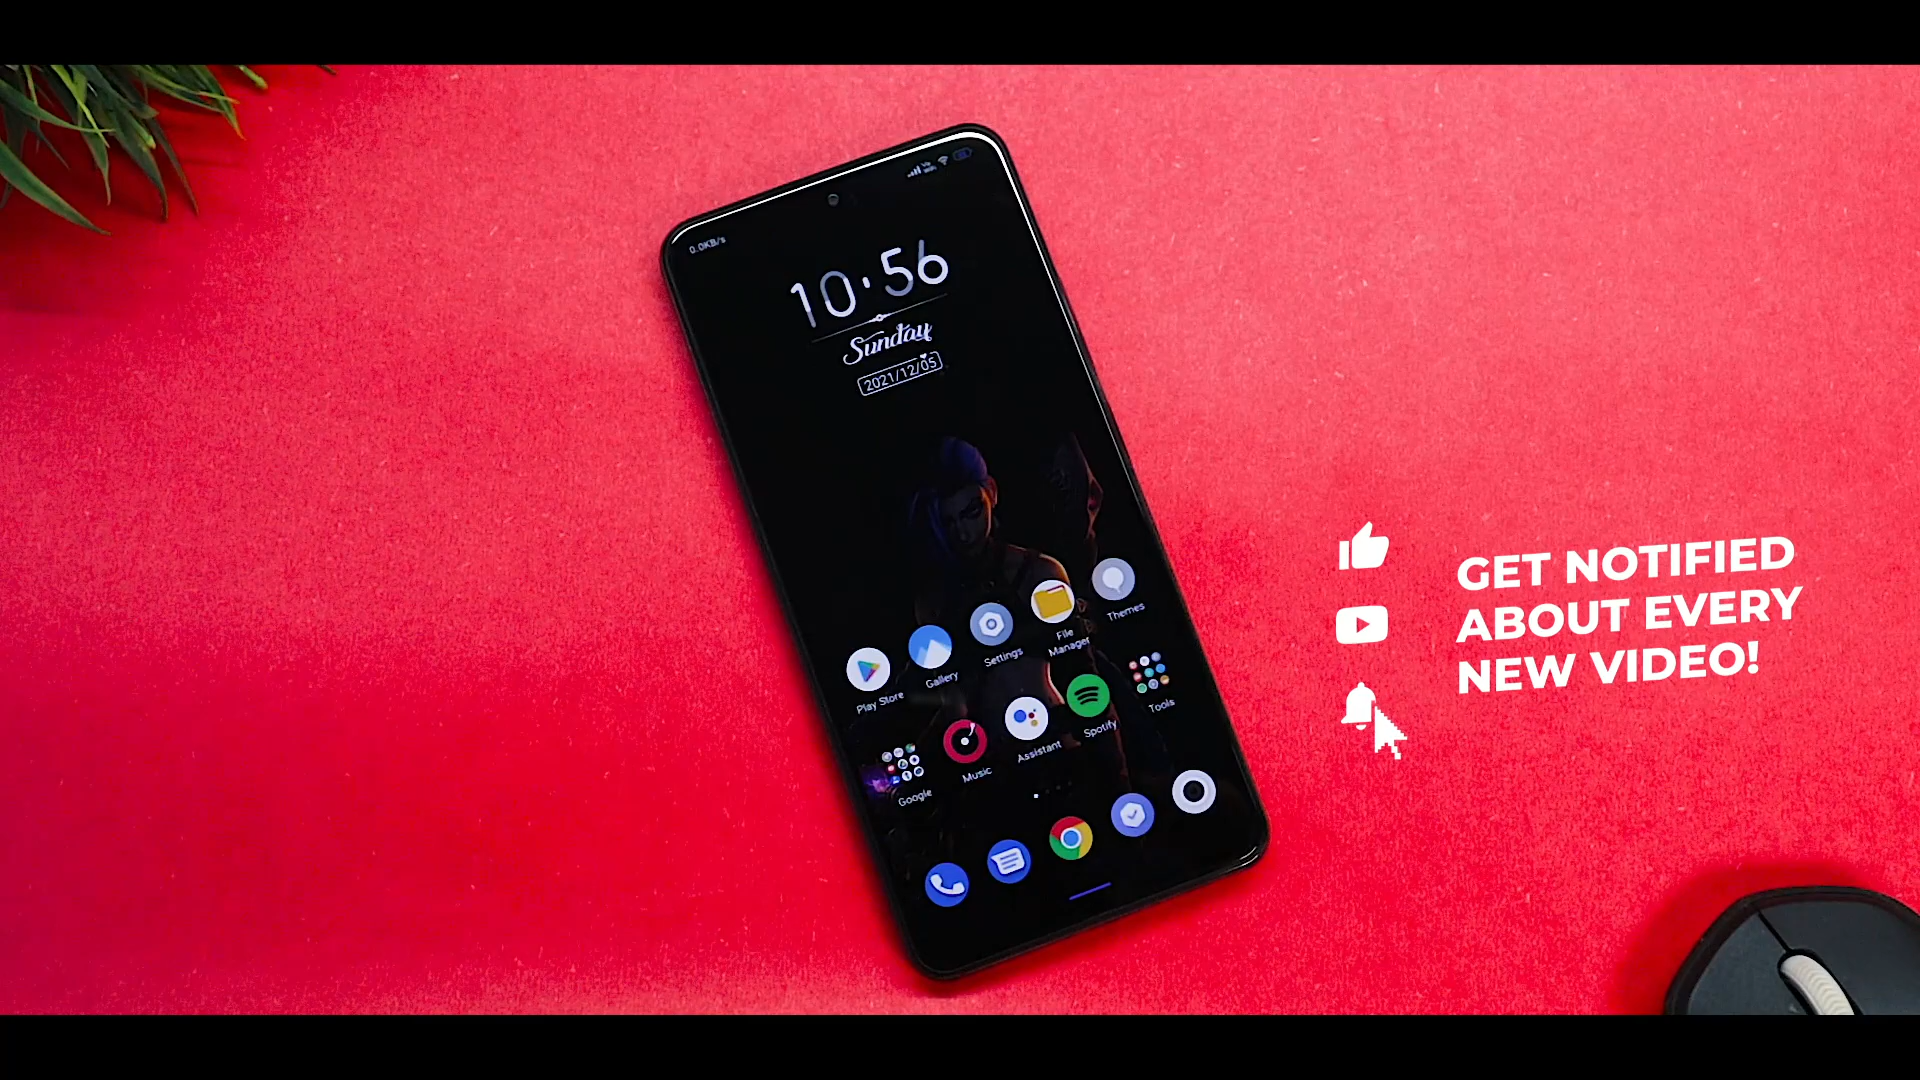 0.0KB/s
10:56
Sunday
2021/12/05
Play Store
Gallery
Settings
File
Manager
Themes
Google
Music
Assistant
Spotify
Tools
GET NOTIFIED
ABOUT EVERY
NEW VIDEO!